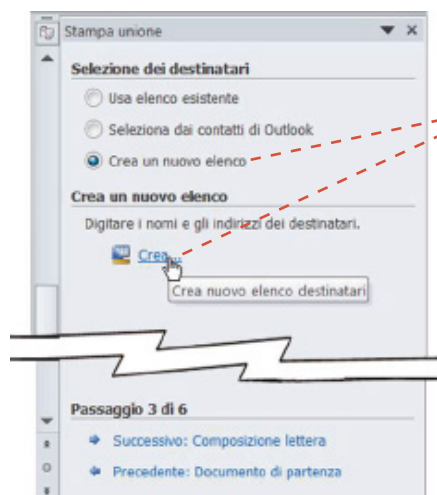 Stampa unione
Selezione dei destinatari
Usa elenco esistente
Seleziona dai contatti di Outlook
Crea un nuovo elenco
Crea un nuovo elenco
Digitare i nomi e gli indirizzi dei destinatari.
Crea...
Crea nuovo elenco destinatari
Passaggio 3 di 6
Successivo: Composizione lettera
Precedente: Documento di partenza